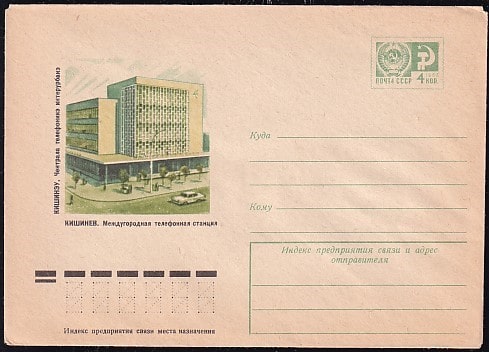 КИШИНЭУ. Чентрала телефоникэ интерурбанэ
КИШИНЕВ. Междугородная телефонная станция
ПОЧТА СССР
4 КОП.
Куда
Кому
Индекс предприятия связи и адрес
отправителя
Индекс предприятия связи места назначения